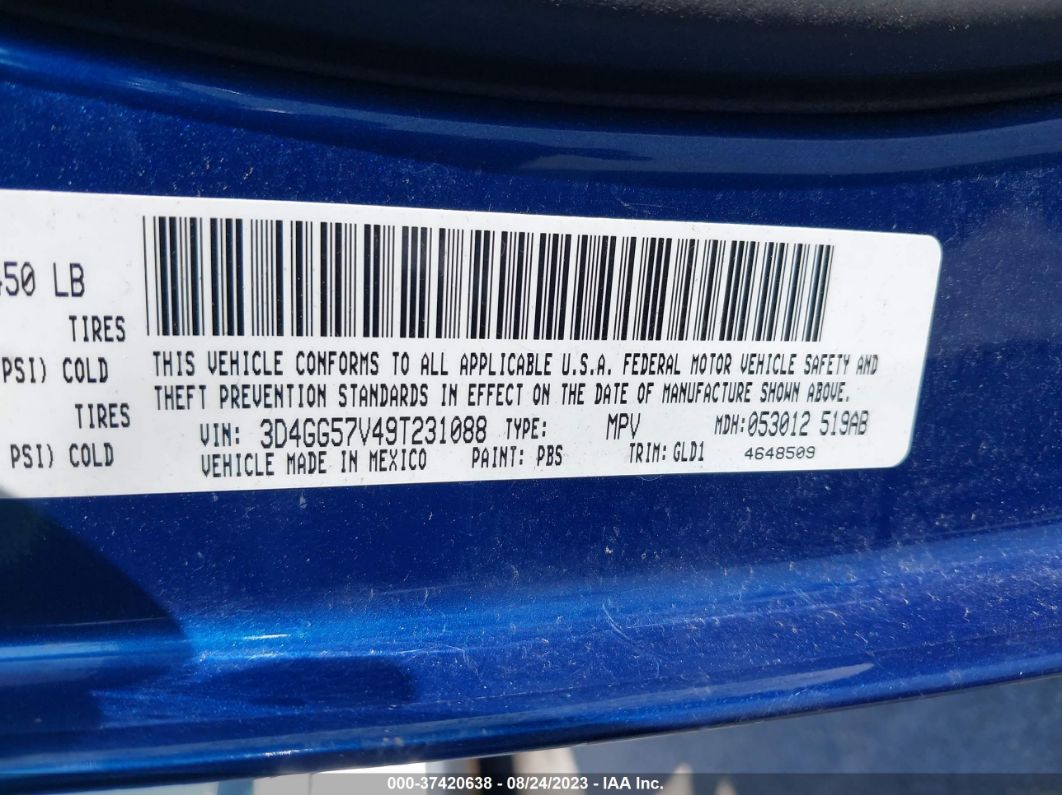 450 LB
TIRES
PSI) COLD
TIRES
PSI) COLD
THIS VEHICLE CONFORMS TO ALL APPLICABLE U.S.A. FEDERAL MOTOR VEHICLE SAFETY AND
THEFT PREVENTION STANDARDS IN EFFECT ON THE DATE OF MANUFACTURE SHOWN ABOVE.
VIN: 3D4GG57V49T231088 TYPE: MPV MDH:053012 519AB
VEHICLE MADE IN MEXICO PAINT: PBS TRIM: GLD1 4648509
000-37420638 - 08/24/2023 - IAA Inc.